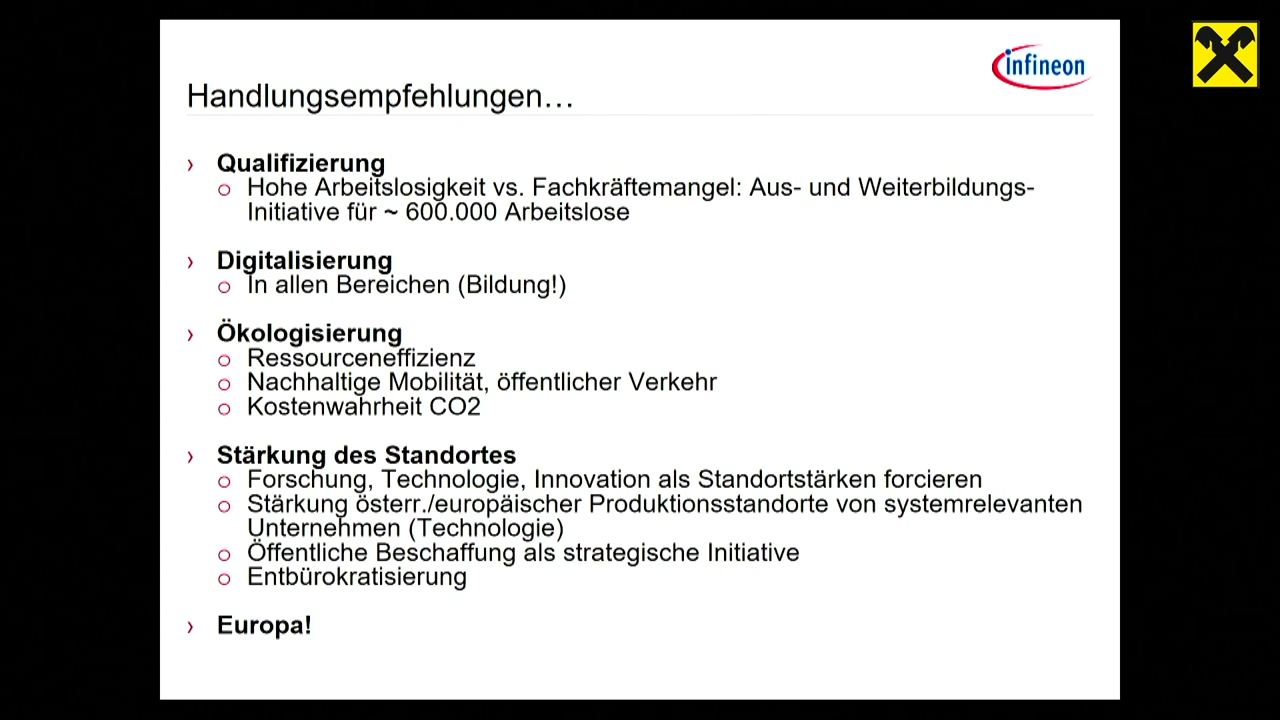 infineon
Handlungsempfehlungen…
› Qualifizierung
o Hohe Arbeitslosigkeit vs. Fachkräftemangel: Aus- und Weiterbildungs-
Initiative für ~ 600.000 Arbeitslose
› Digitalisierung
o In allen Bereichen (Bildung!)
› Ökologisierung
o Ressourceneffizienz
o Nachhaltige Mobilität, öffentlicher Verkehr
o Kostenwahrheit CO2
› Stärkung des Standortes
o Forschung, Technologie, Innovation als Standortstärken forcieren
o Stärkung österr./europäischer Produktionsstandorte von systemrelevanten
Unternehmen (Technologie)
o Öffentliche Beschaffung als strategische Initiative
o Entbürokratisierung
› Europa!